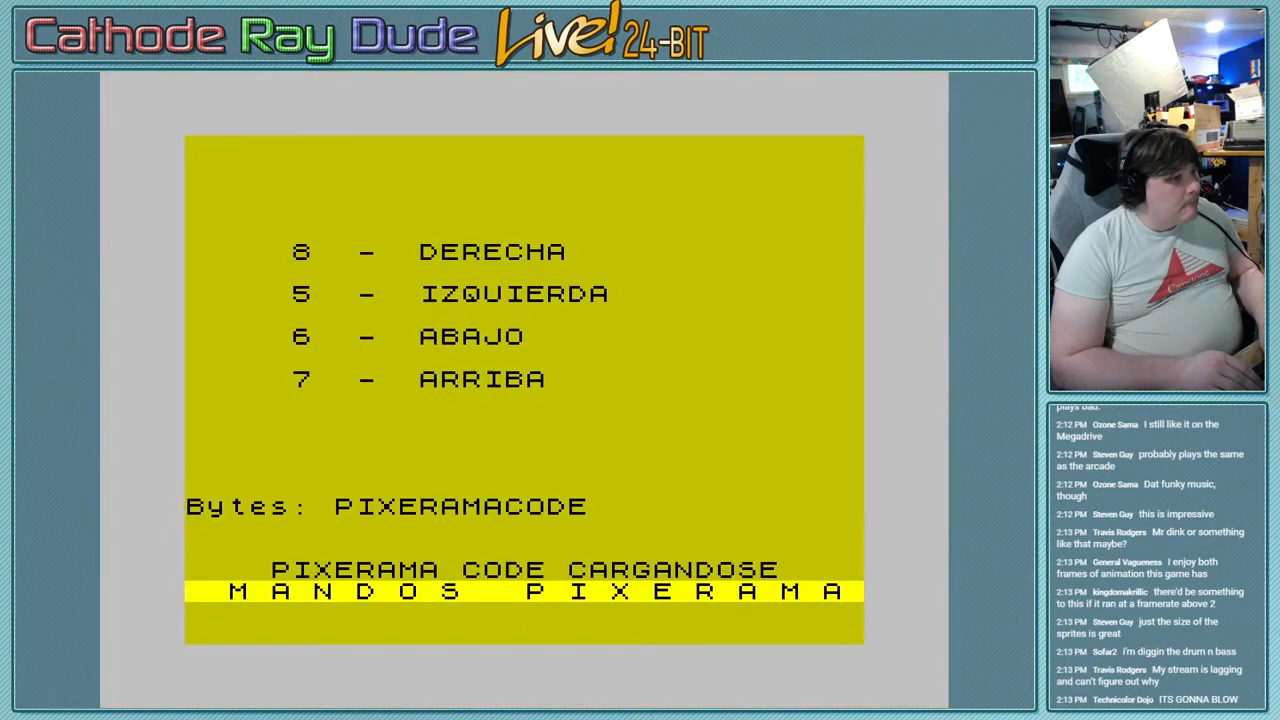 Cathode Ray Dude Live! 24-BIT
8 - DERECHA
5 - IZQUIERDA
6 - ABAJO
7 - ARRIBA
Bytes: PIXERAMACODE
PIXERAMA CODE CARGANDOSE
MANDOS PIXERAMA
Capstone
plays bad.
2:12 PM Ozone Sama I still like it on the
Megadrive
2:12 PM Steven Guy probably plays the same
as the arcade
2:12 PM Ozone Sama Dat funky music,
though
2:12 PM Steven Guy this is impressive
2:13 PM Travis Rodgers Mr dink or something
like that maybe?
2:13 PM General Vagueness I enjoy both
frames of animation this game has
2:13 PM kingdomakrillic there'd be something
to this if it ran at a framerate above 2
2:13 PM Steven Guy just the size of the
sprites is great
2:13 PM Sofar2 i'm diggin the drum n bass
2:13 PM Travis Rodgers My stream is lagging
and can't figure out why
2:13 PM Technicolor Dojo ITS GONNA BLOW